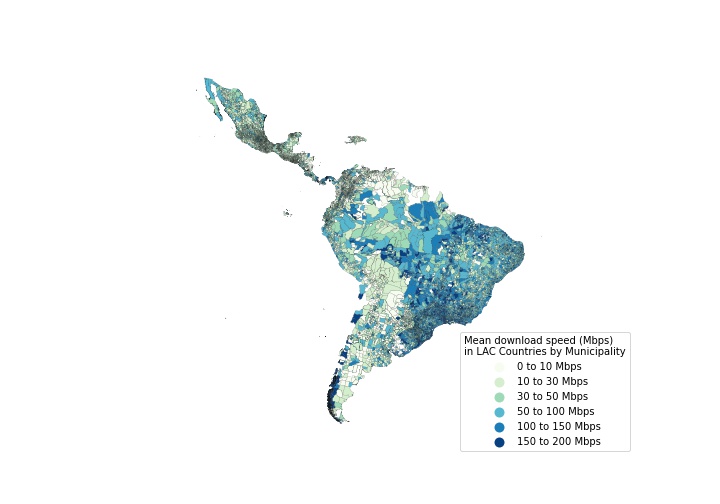 Mean download speed (Mbps)
in LAC Countries by Municipality
0 to 10 Mbps
10 to 30 Mbps
30 to 50 Mbps
50 to 100 Mbps
100 to 150 Mbps
150 to 200 Mbps